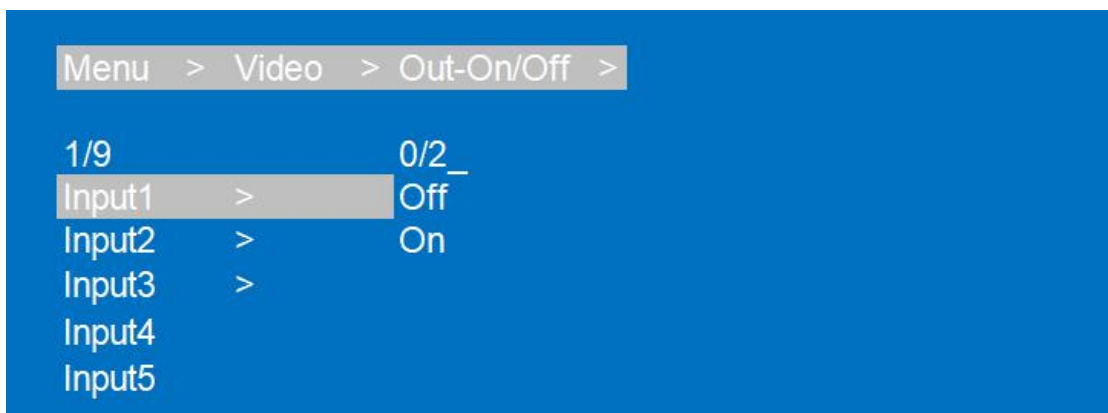 Menu > Video > Out-On/Off >
1/9 0/2_
Input1 > Off
Input2 > On
Input3 >
Input4
Input5